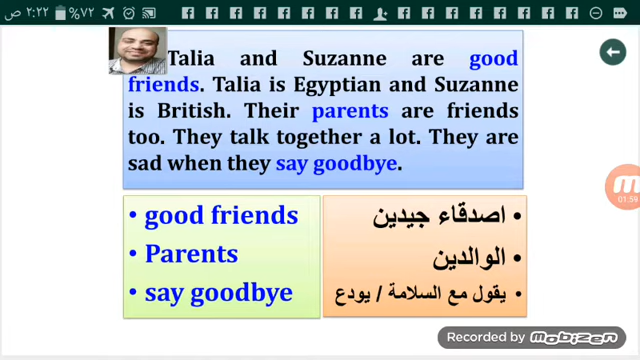 ٢:٢٢ ص
%٧٢
Talia and Suzanne are good
friends. Talia is Egyptian and Suzanne
is British. Their parents are friends
too. They talk together a lot. They are
sad when they say goodbye.
• good friends
• Parents
• say goodbye
• اصدقاء جيدين
• الوالدين
• يقول مع السلامة / يودع
1:59
Recorded by mobizen